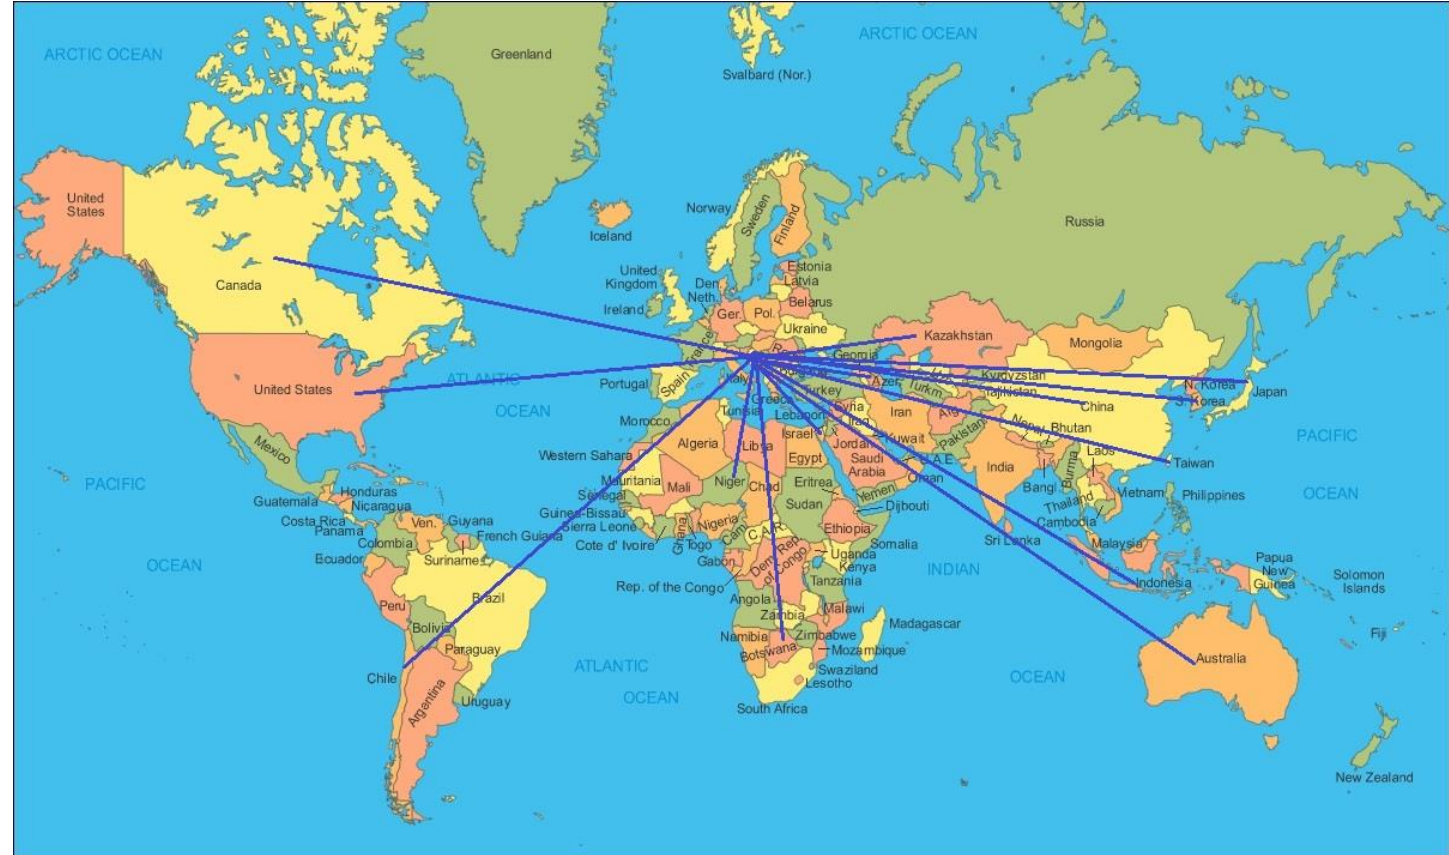 ARCTIC OCEAN
Greenland
Svalbard (Nor.)
ARCTIC OCEAN
United
States
Canada
Iceland
Norway
Sweden
Finland
Russia
United
Kingdom
Ireland
Den.
Neth.
Estonia
Latvia
Belarus
Ger.
Pol.
Ukraine
France
Kazakhstan
Mongolia
United States
ATLANTIC
OCEAN
Portugal
Spain
Italy
Greece
Turkey
Georgia
Azer.
Turkm.
Kyrgyzstan
Tajikistan
China
N. Korea
S. Korea
Japan
PACIFIC
OCEAN
Morocco
Tunisia
Lebanon
Syria
Iraq
Iran
Afg.
Pakistan
Nepal
Bhutan
Israel
Jordan
Kuwait
Algeria
Libya
Egypt
Saudi
Arabia
U.A.E.
Oman
India
Bangl.
Burma
Laos
Taiwan
Western Sahara
Mauritania
Mali
Niger
Chad
Sudan
Eritrea
Yemen
Djibouti
Thailand
Vietnam
Philippines
Cambodia
Mexico
PACIFIC
OCEAN
Honduras
Guatemala
Nicaragua
Costa Rica
Panama
Ven.
Guyana
French Guiana
Colombia
Suriname
Ecuador
Senegal
Guinea-Bissau
Sierra Leone
Cote d' Ivoire
Ghana
Togo
Nigeria
Cam.
C.A.R.
Ethiopia
Somalia
Sri Lanka
Malaysia
Gabon
Rep. of the Congo
Dem. Rep.
of Congo
Uganda
Kenya
Tanzania
INDIAN
OCEAN
Indonesia
Papua
New
Guinea
Solomon
Islands
Peru
Brazil
Bolivia
Paraguay
Chile
Argentina
Uruguay
ATLANTIC
OCEAN
Angola
Zambia
Malawi
Namibia
Zimbabwe
Botswana
Mozambique
Madagascar
Swaziland
Lesotho
South Africa
Australia
Fiji
New Zealand